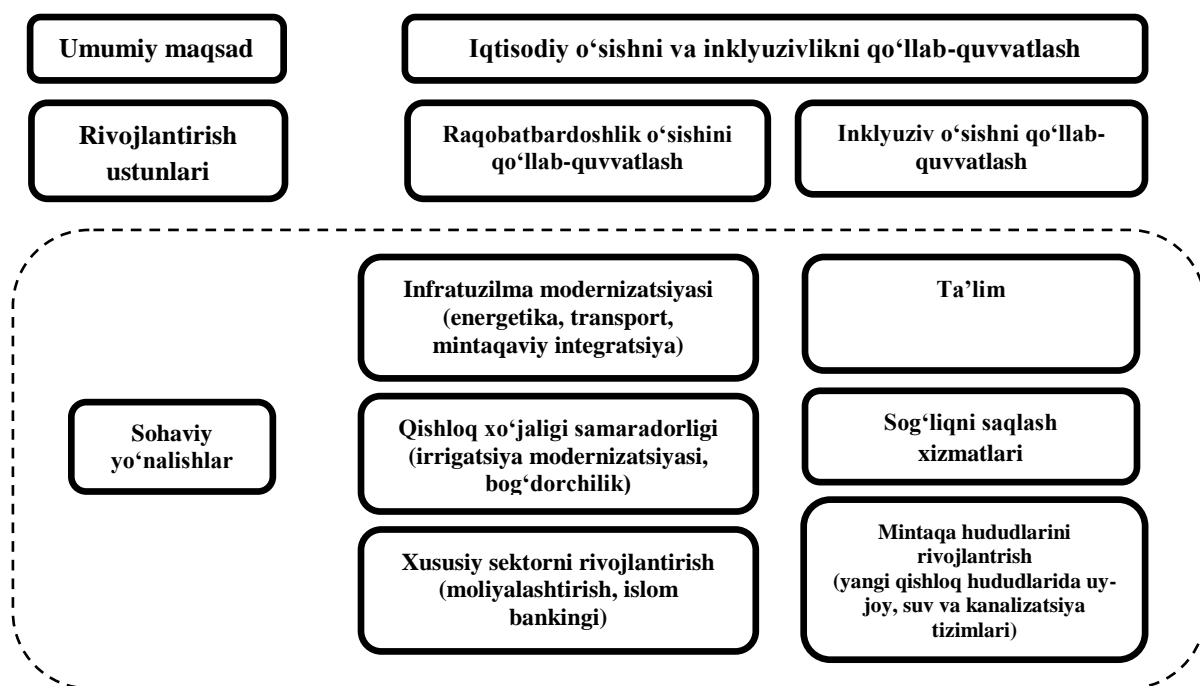 Umumiy maqsad
Iqtisodiy o‘sishni va inklyuzivlikni qo‘llab-quvvatlash
Rivojlantirish
ustunlari
Raqobatbardoshlik o‘sishini
qo‘llab-quvvatlash
Inklyuziv o‘sishni qo‘llab-
quvvatlash
Sohaviy
yo‘nalishlar
Infratuzilma modernizatsiyasi
(energetika, transport,
mintaqaviy integratsiya)
Ta’lim
Qishloq xo‘jaligi samaradorligi
(irrigatsiya modernizatsiyasi,
bog‘dorchilik)
Sog‘liqni saqlash
xizmatlari
Xususiy sektorni rivojlantirish
(moliyalashtirish, islom
bankingi)
Mintaqa hududlarini
rivojlantrish
(yangi qishloq hududlarida uy-
joy, suv va kanalizatsiya
tizimlari)